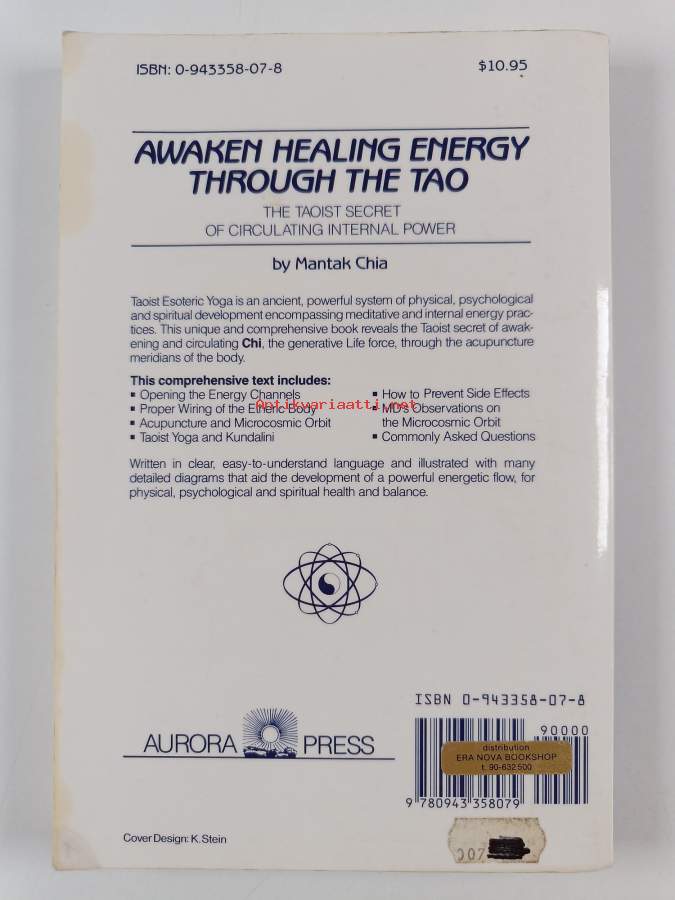 ISBN: 0-943358-07-8
$10.95
AWAKEN HEALING ENERGY
THROUGH THE TAO
THE TAOIST SECRET
OF CIRCULATING INTERNAL POWER
by Mantak Chia
Taoist Esoteric Yoga is an ancient, powerful system of physical, psychological
and spiritual development encompassing meditative and internal energy prac-
tices. This unique and comprehensive book reveals the Taoist secret of awak-
ening and circulating Chi, the generative Life force, through the acupuncture
meridians of the body.
This comprehensive text includes:
▪ Opening the Energy Channels
▪ Proper Wiring of the Etheric Body
▪ Acupuncture and Microcosmic Orbit
▪ Taoist Yoga and Kundalini
▪ How to Prevent Side Effects
▪ MD's Observations on
the Microcosmic Orbit
▪ Commonly Asked Questions
Antikvariaatti.net
Written in clear, easy-to-understand language and illustrated with many
detailed diagrams that aid the development of a powerful energetic flow, for
physical, psychological and spiritual health and balance.
AURORA PRESS
ISBN 0-943358-07-8
90000
distribution
ERA NOVA BOOKSHOP
t. 90-632 500
9 780943 358079
Cover Design: K. Stein
007